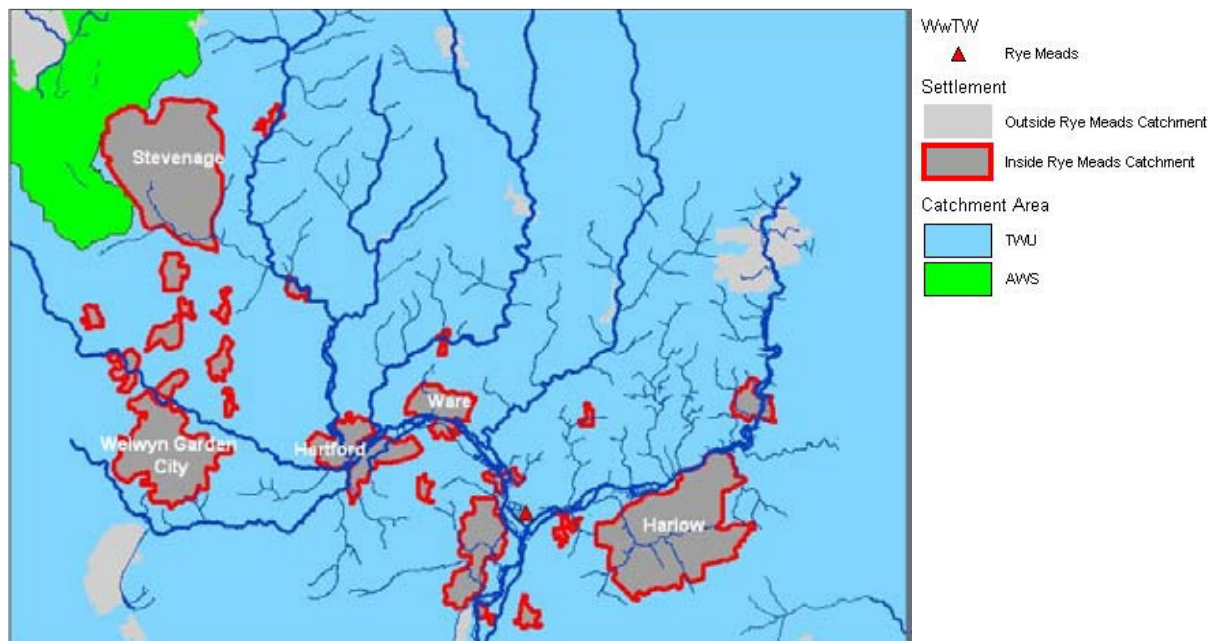 Stevenage
Welwyn Garden
City
Hertford
Ware
Harlow
WwTW
Rye Meads
Settlement
Outside Rye Meads Catchment
Inside Rye Meads Catchment
Catchment Area
TWU
AWS